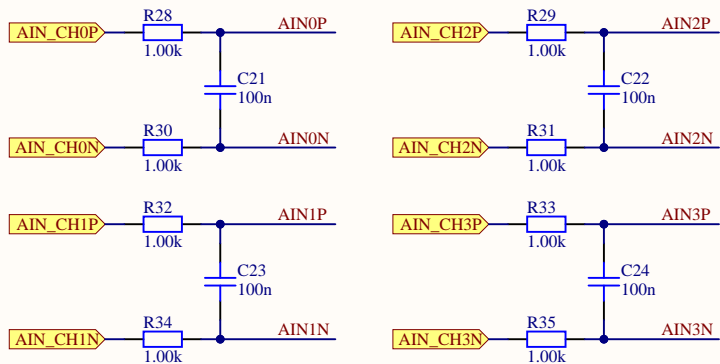 R28
AIN_CH0P
AIN0P
1.00k
C21
100n
R30
AIN_CH0N
AIN0N
1.00k
R29
AIN_CH2P
AIN2P
1.00k
C22
100n
R31
AIN_CH2N
AIN2N
1.00k
R32
AIN_CH1P
AIN1P
1.00k
C23
100n
R34
AIN_CH1N
AIN1N
1.00k
R33
AIN_CH3P
AIN3P
1.00k
C24
100n
R35
AIN_CH3N
AIN3N
1.00k